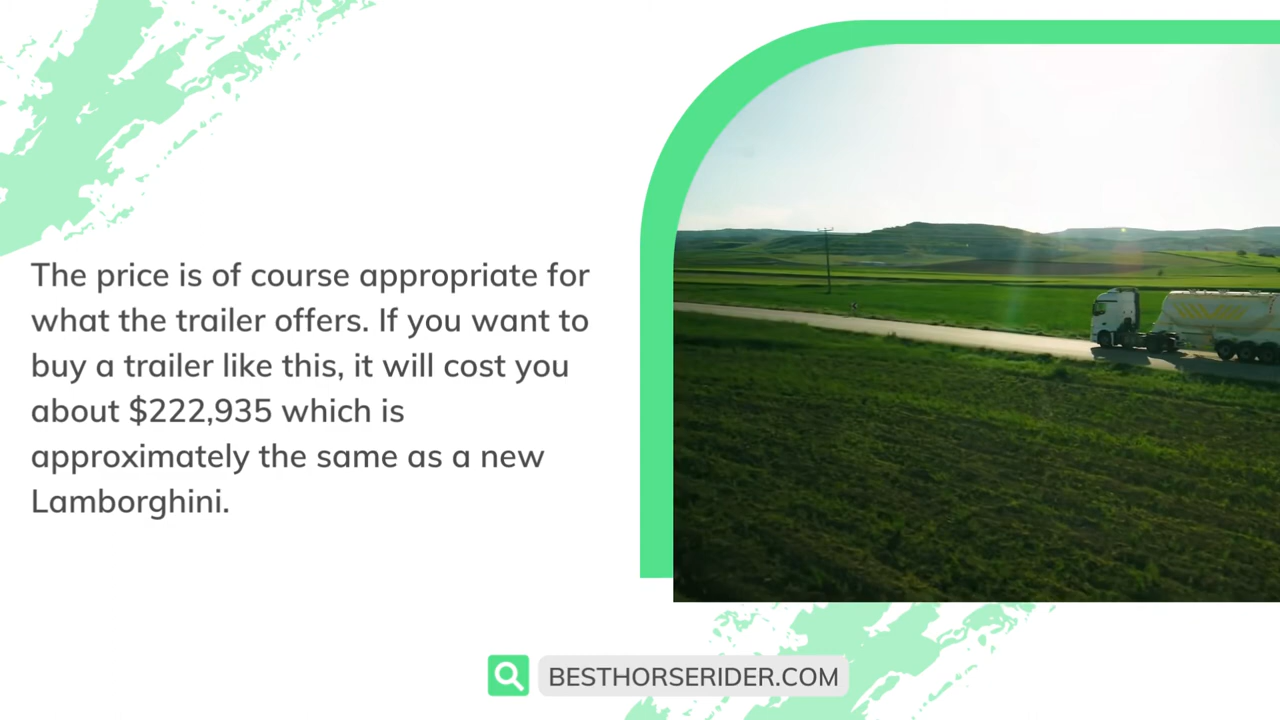 The price is of course appropriate for
what the trailer offers. If you want to
buy a trailer like this, it will cost you
about $222,935 which is
approximately the same as a new
Lamborghini.
BESTHORSERIDER.COM